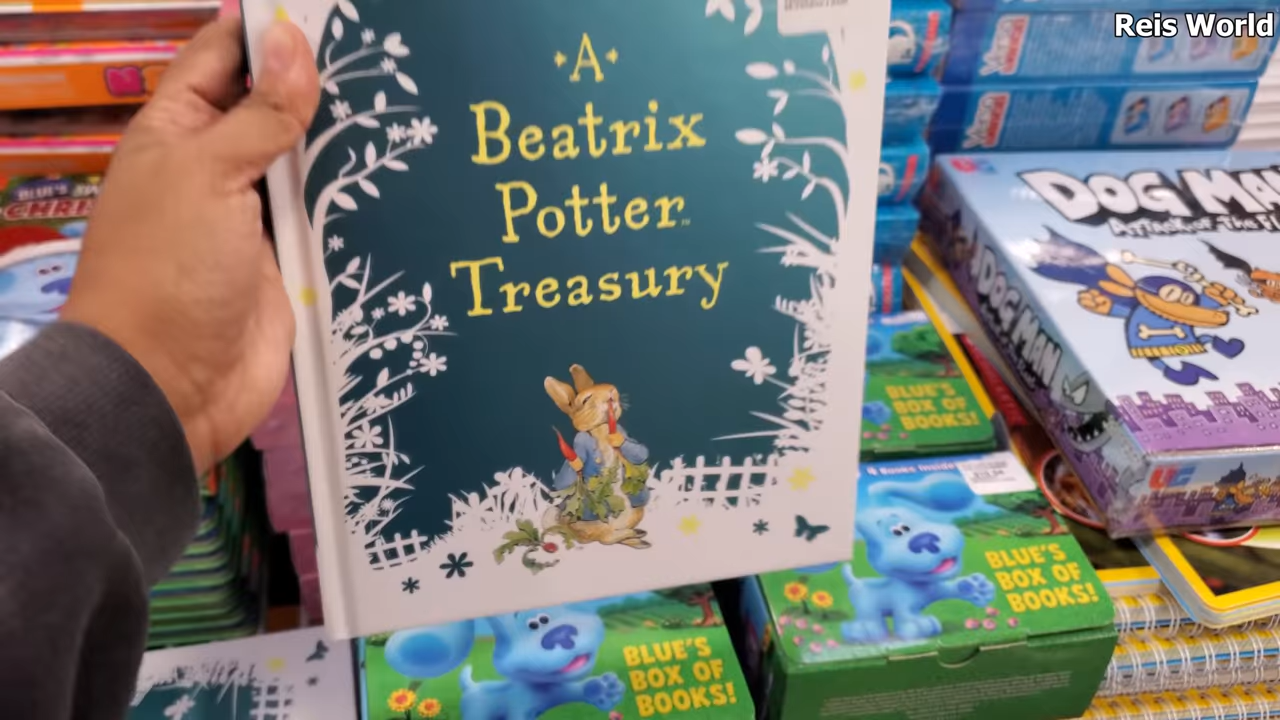 Reis World
A
Beatrix
Potter
Treasury
DOG MAN
DOG MAN
BLUE'S
BOX OF
BOOKS!
BLUE'S
BOX OF
BOOKS!
BLUE'S
BOX OF
BOOKS!